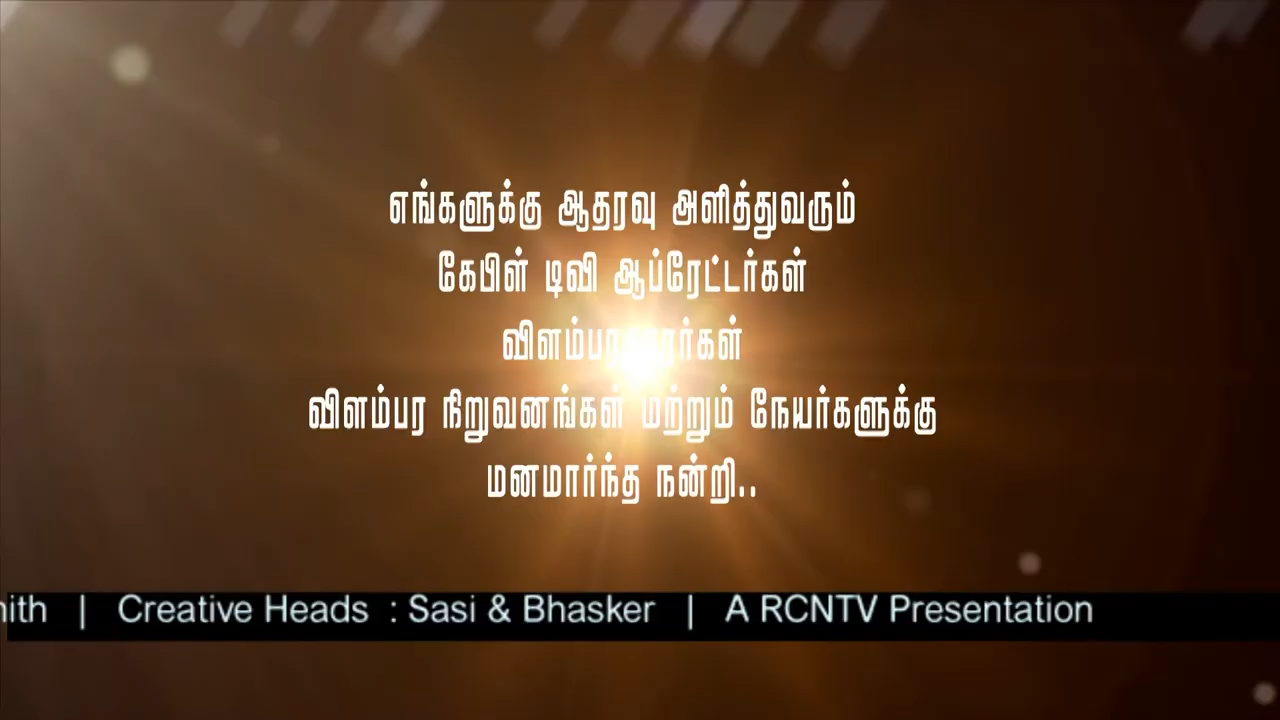 எங்களுக்கு ஆதரவு அளித்துவரும்
கேபிள் டிவி ஆப்ரேட்டர்கள்
விளம்பர நிறுவனங்கள் மற்றும் நேயர்களுக்கு
மனமார்ந்த நன்றி..
| Creative Heads : Sasi & Bhasker | A RCNTV Presentation